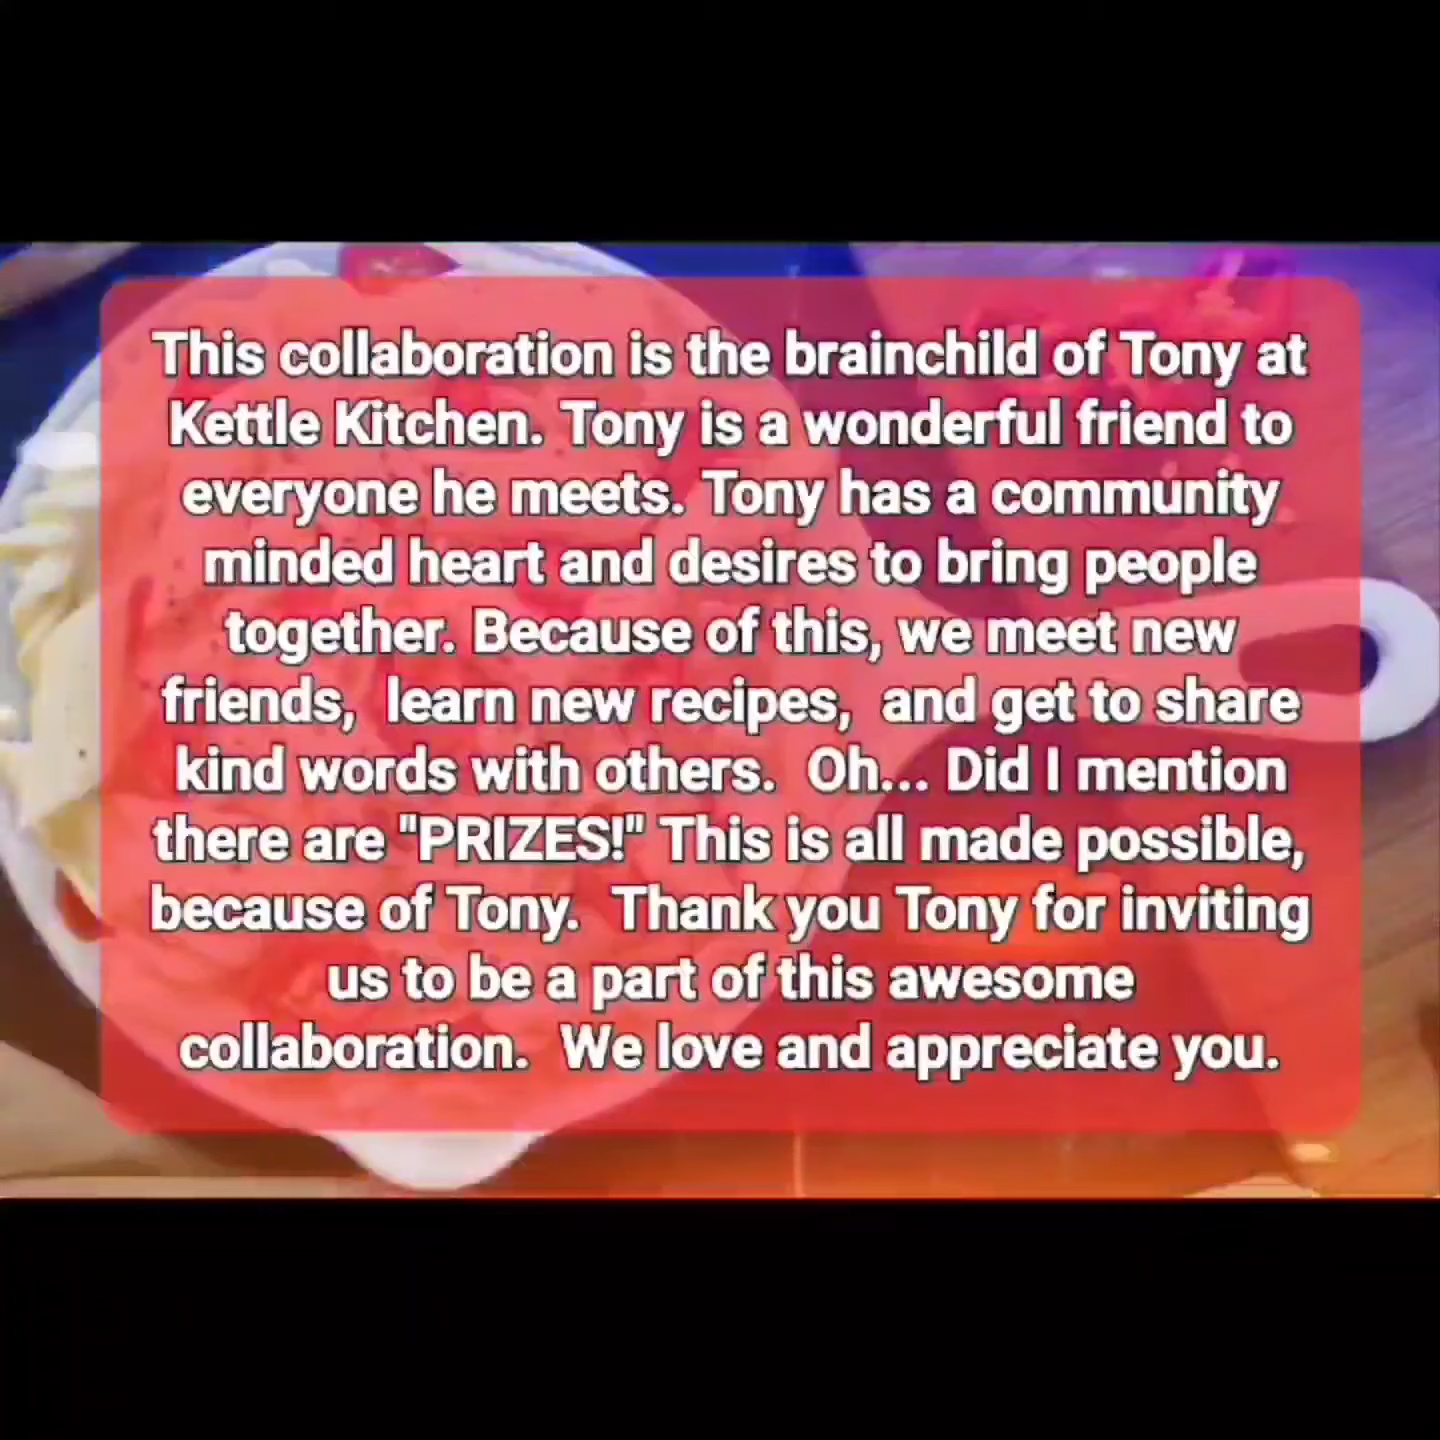 This collaboration is the brainchild of Tony at
Kettle Kitchen. Tony is a wonderful friend to
everyone he meets. Tony has a community
minded heart and desires to bring people
together. Because of this, we meet new
friends,  learn new recipes,  and get to share
kind words with others.  Oh... Did I mention
there are "PRIZES!" This is all made possible,
because of Tony.  Thank you Tony for inviting
us to be a part of this awesome
collaboration.  We love and appreciate you.